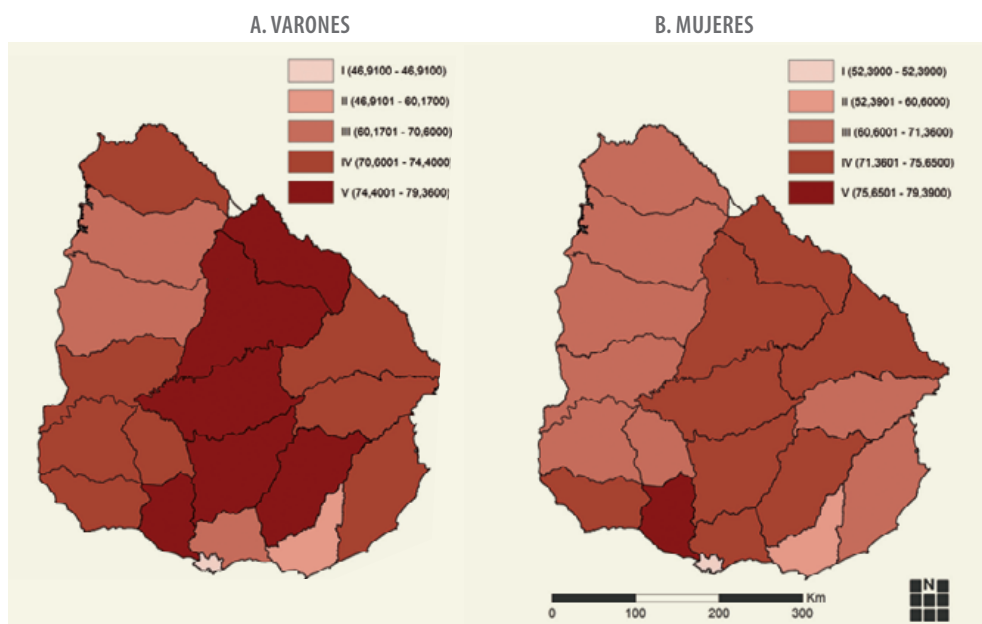 A. VARONES
I (46,9100 - 46,9100)
II (46,9101 - 60,1700)
III (60,1701 - 70,6000)
IV (70,6001 - 74,4000)
V (74,4001 - 79,3600)
B. MUJERES
I (52,3900 - 52,3900)
II (52,3901 - 60,6000)
III (60,6001 - 71,3600)
IV (71,3601 - 75,6500)
V (75,6501 - 79,3900)
Km
0 100 200 300
N